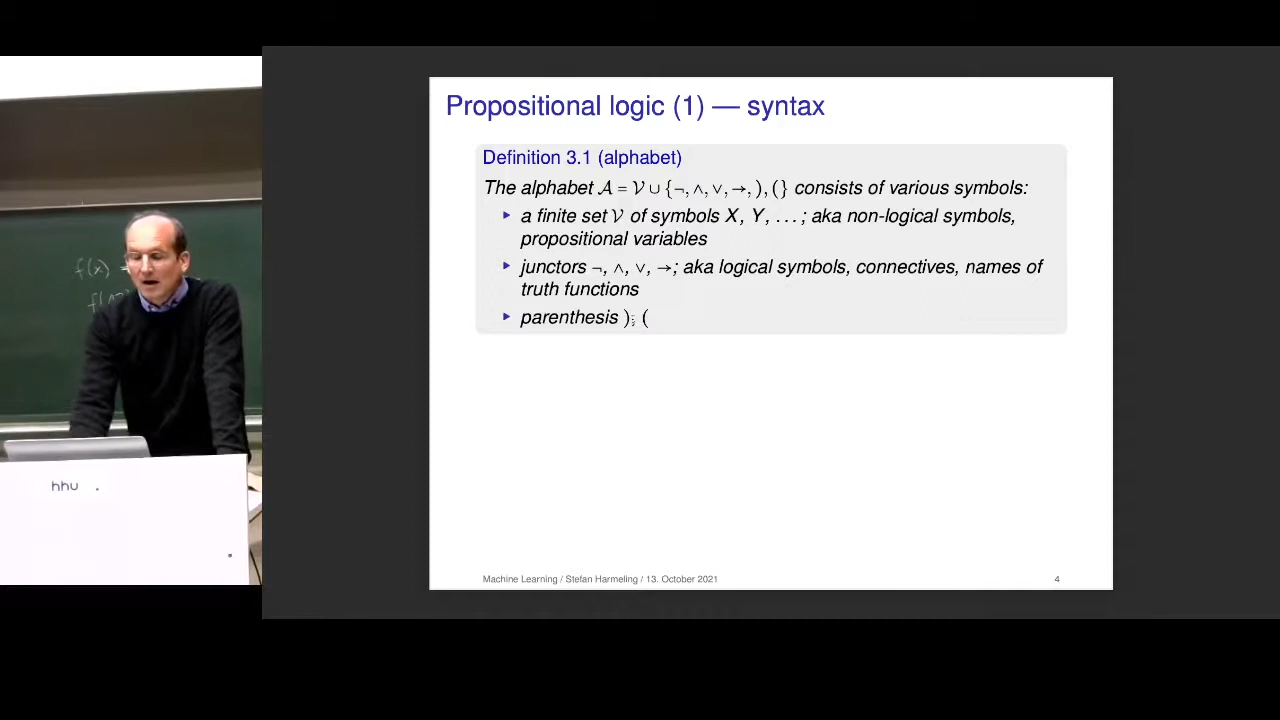 Propositional logic (1) — syntax
Definition 3.1 (alphabet)
The alphabet 𝒜 = 𝒱 ∪ {¬, ∧, ∨, →, ), (} consists of various symbols:
▸ a finite set 𝒱 of symbols X, Y, . . . ; aka non-logical symbols,
propositional variables
▸ junctors ¬, ∧, ∨, →; aka logical symbols, connectives, names of
truth functions
▸ parenthesis ), (
Machine Learning / Stefan Harmeling / 13. October 2021
4
f(x)
hhu